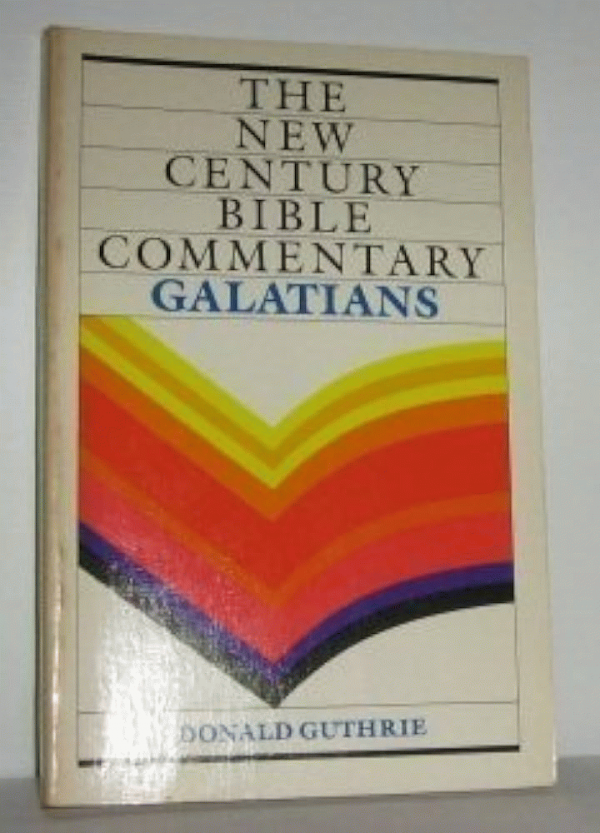 THE
NEW
CENTURY
BIBLE
COMMENTARY
GALATIANS
DONALD GUTHRIE